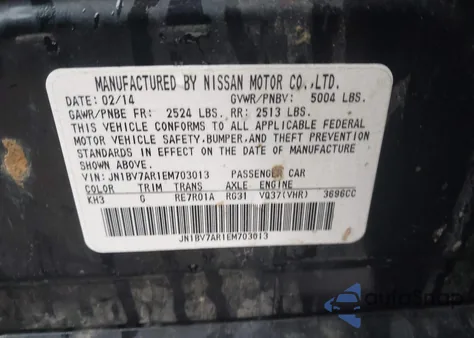 MANUFACTURED BY NISSAN MOTOR CO.,LTD.
DATE: 02/14 GVWR/PNBV: 5004 LBS.
GAWR/PNBE FR: 2524 LBS. RR: 2513 LBS.
THIS VEHICLE CONFORMS TO ALL APPLICABLE FEDERAL
MOTOR VEHICLE SAFETY, BUMPER, AND THEFT PREVENTION
STANDARDS IN EFFECT ON THE DATE OF MANUFACTURE
SHOWN ABOVE.
VIN: JN1BV7AR1EM703013 PASSENGER CAR
COLOR TRIM TRANS AXLE ENGINE
KH3 G RE7R01A RG31 VQ37(VHR) 3696CC
JN1BV7AR1EM703013
autoSnap